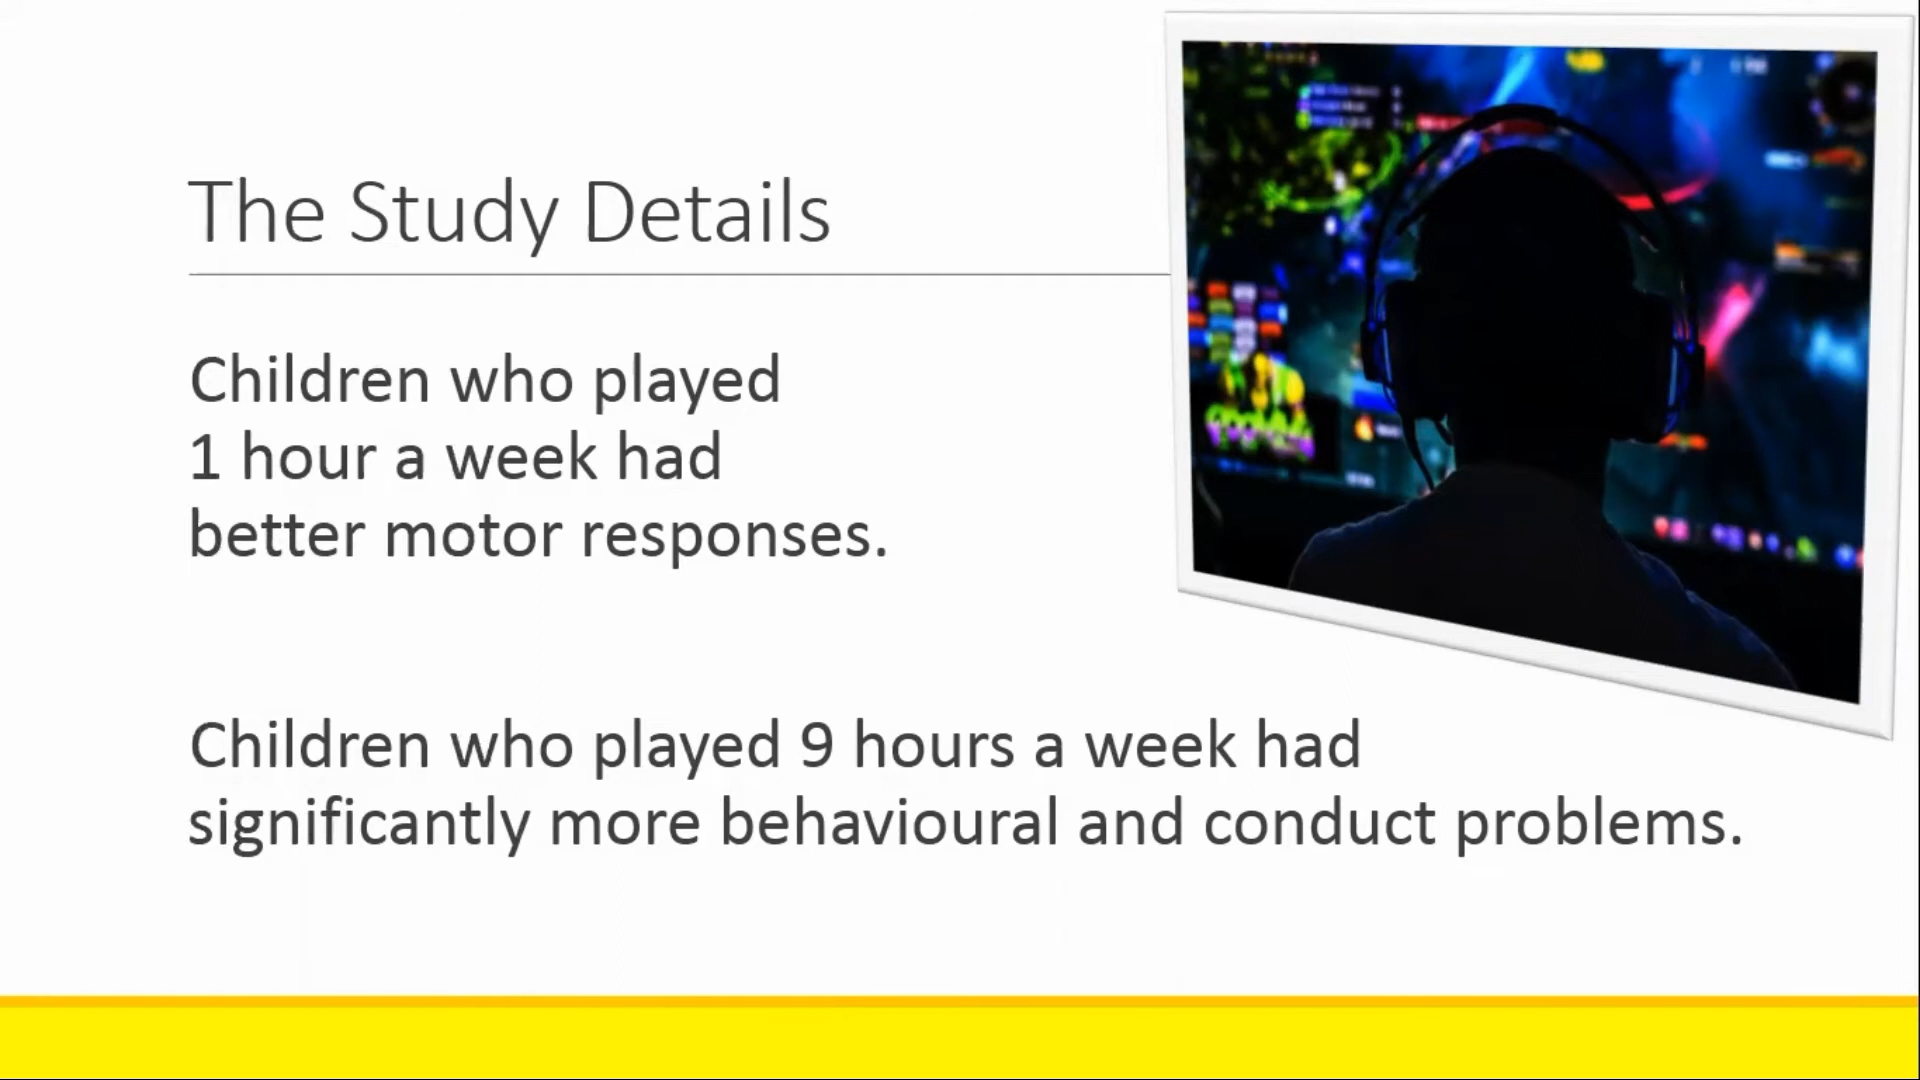 The Study Details
Children who played
1 hour a week had
better motor responses.
Children who played 9 hours a week had
significantly more behavioural and conduct problems.